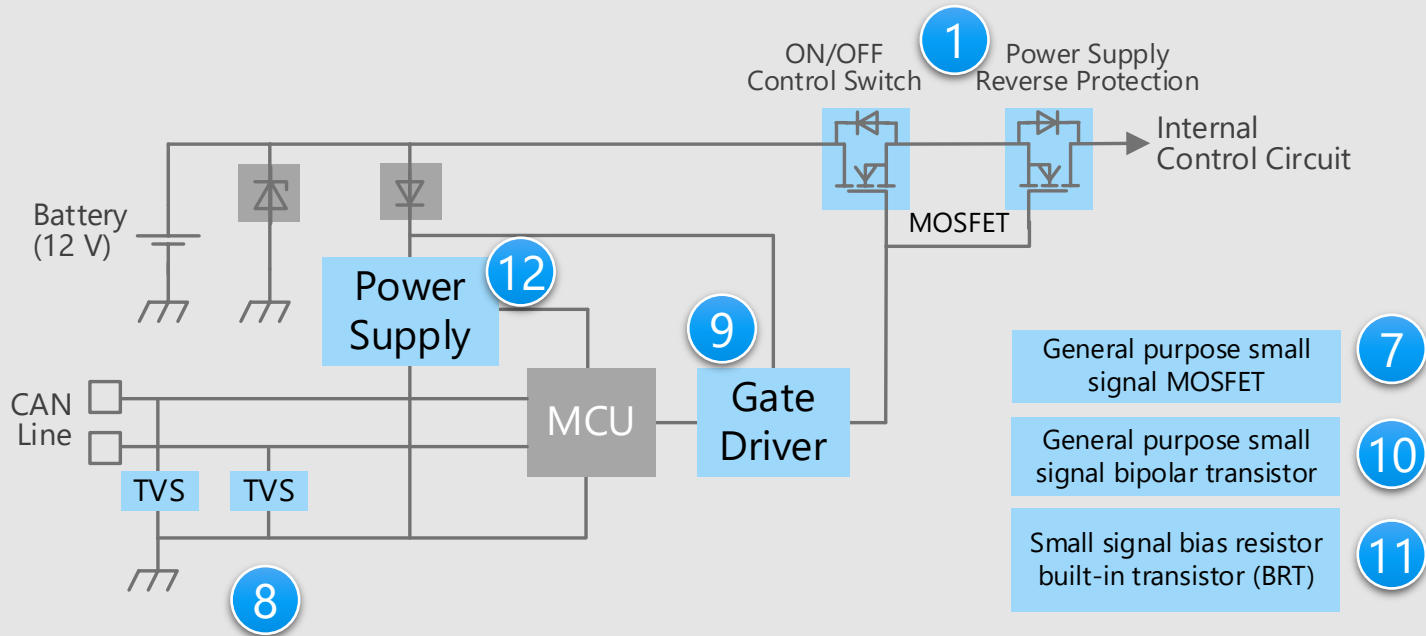 1
ON/OFF
Control Switch
Power Supply
Reverse Protection
Internal
Control Circuit
Battery
(12 V)
MOSFET
Power
Supply
12
9
General purpose small
signal MOSFET
7
CAN
Line
MCU
Gate
Driver
General purpose small
signal bipolar transistor
10
TVS
TVS
Small signal bias resistor
built-in transistor (BRT)
11
8